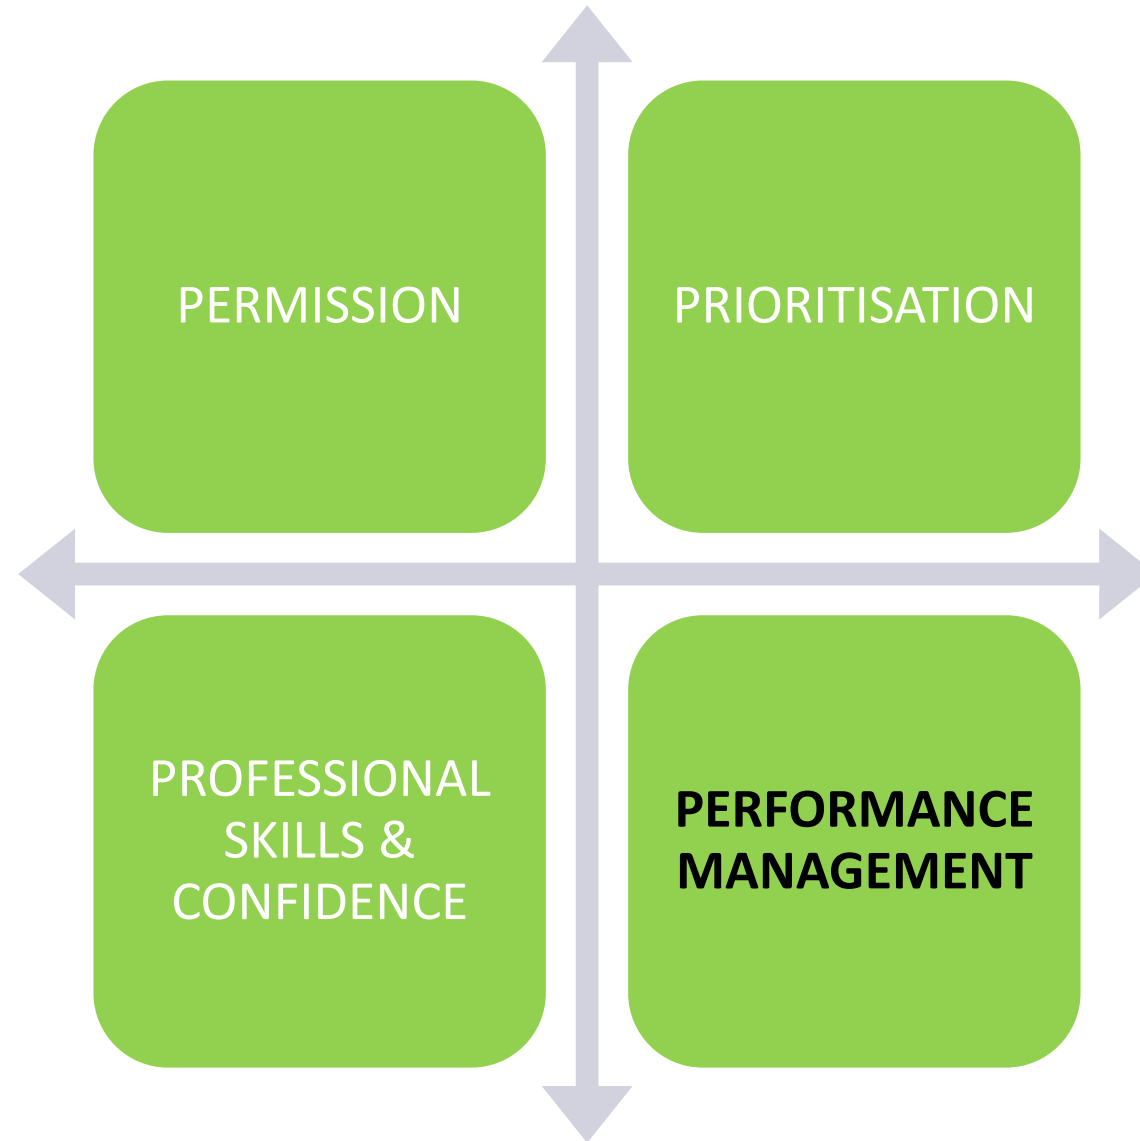 PERMISSION
PRIORITISATION
PROFESSIONAL
SKILLS &
CONFIDENCE
PERFORMANCE
MANAGEMENT